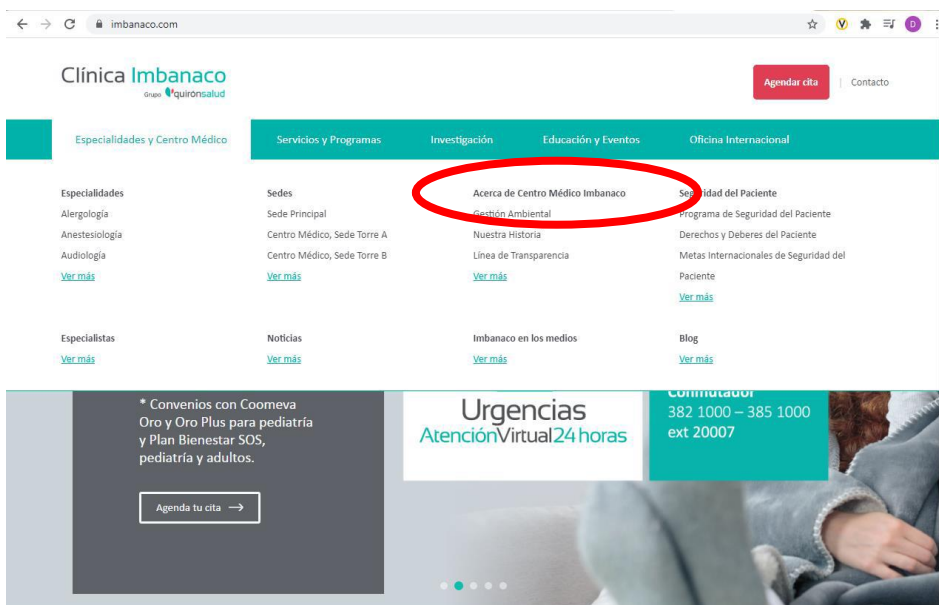 imbanaco.com
D
Clínica Imbanaco
Grupo quirónsalud
Agendar cita
Contacto
Especialidades y Centro Médico
Servicios y Programas
Investigación
Educación y Eventos
Oficina Internacional
Especialidades
Alergología
Anestesiología
Audiología
Ver más
Sedes
Sede Principal
Centro Médico, Sede Torre A
Centro Médico, Sede Torre B
Ver más
Acerca de Centro Médico Imbanaco
Gestión Ambiental
Nuestra Historia
Línea de Transparencia
Ver más
Seguridad del Paciente
Programa de Seguridad del Paciente
Derechos y Deberes del Paciente
Metas Internacionales de Seguridad del
Paciente
Ver más
Especialistas
Ver más
Noticias
Ver más
Imbanaco en los medios
Ver más
Blog
Ver más
* Convenios con Coomeva
Oro y Oro Plus para pediatría
y Plan Bienestar SOS,
pediatría y adultos.
Agenda tu cita →
Urgencias
AtenciónVirtual24horas
Conmutador
382 1000 – 385 1000
ext 20007